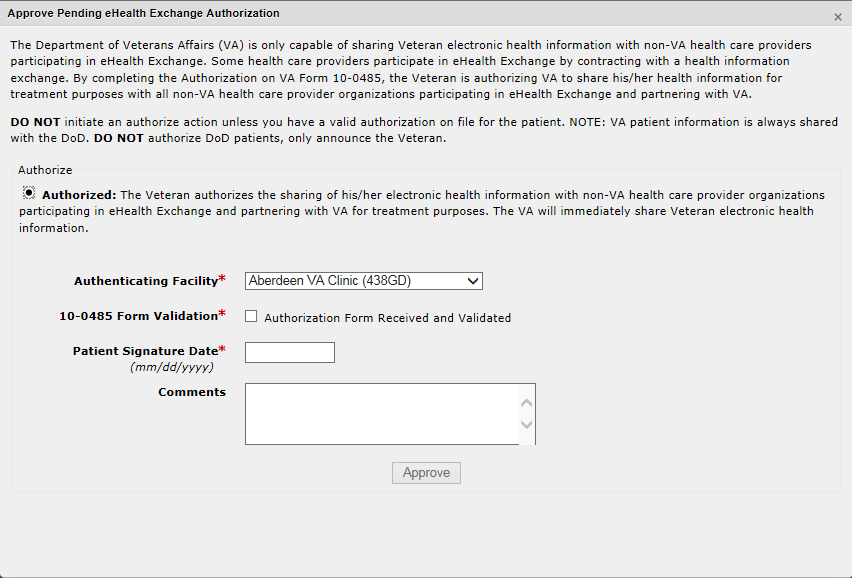 Approve Pending eHealth Exchange Authorization
The Department of Veterans Affairs (VA) is only capable of sharing Veteran electronic health information with non-VA health care providers
participating in eHealth Exchange. Some health care providers participate in eHealth Exchange by contracting with a health information
exchange. By completing the Authorization on VA Form 10-0485, the Veteran is authorizing VA to share his/her health information for
treatment purposes with all non-VA health care provider organizations participating in eHealth Exchange and partnering with VA.
DO NOT initiate an authorize action unless you have a valid authorization on file for the patient. NOTE: VA patient information is always shared
with the DoD. DO NOT authorize DoD patients, only announce the Veteran.
Authorize
Authorized: The Veteran authorizes the sharing of his/her electronic health information with non-VA health care provider organizations
participating in eHealth Exchange and partnering with VA for treatment purposes. The VA will immediately share Veteran electronic health
information.
Authenticating Facility* Aberdeen VA Clinic (438GD)
10-0485 Form Validation* Authorization Form Received and Validated
Patient Signature Date*
(mm/dd/yyyy)
Comments
Approve